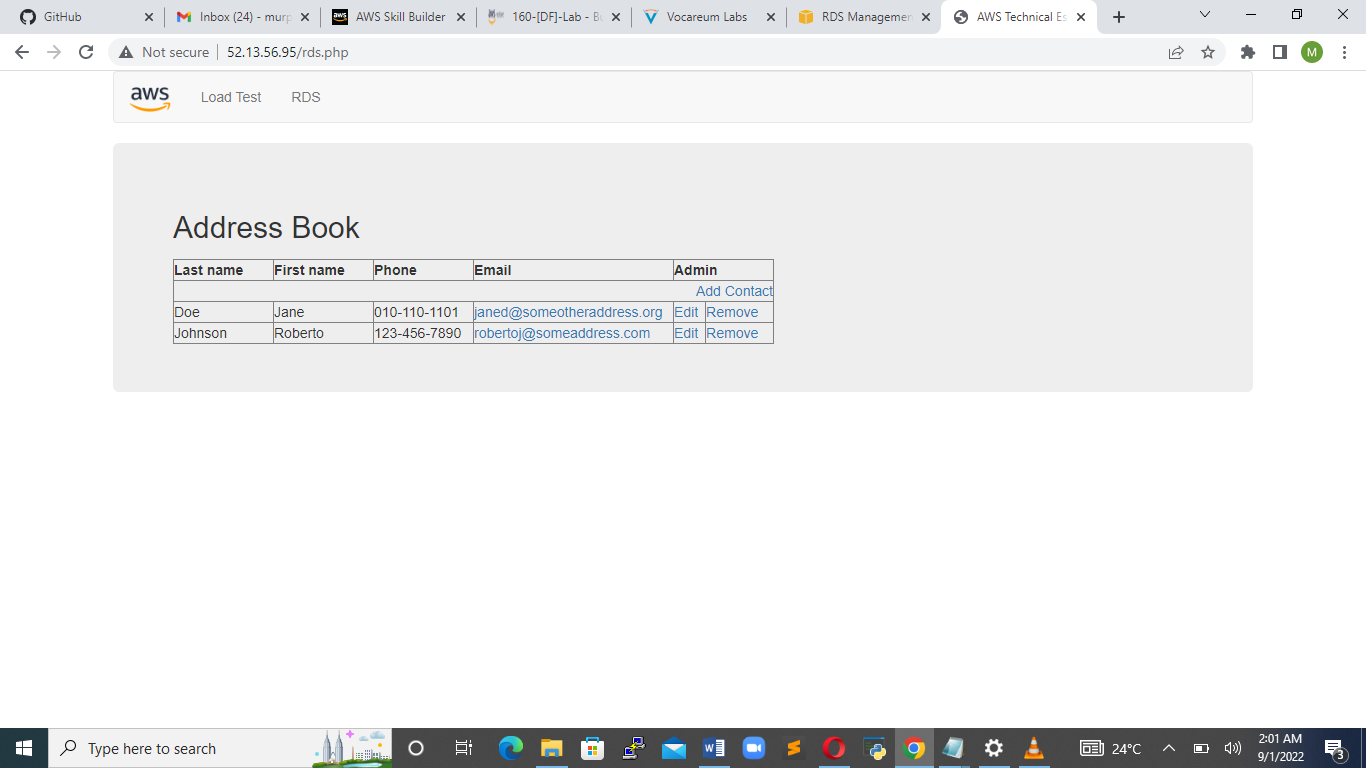 GitHub
Inbox (24) - murp
AWS Skill Builder
160-[DF]-Lab - Bu
Vocareum Labs
RDS Managemen
AWS Technical Es
Not secure
52.13.56.95/rds.php
M
aws
Load Test
RDS
Address Book
Last name First name Phone Email Admin
Add Contact
Doe Jane 010-110-1101 janed@someotheraddress.org Edit Remove
Johnson Roberto 123-456-7890 robertoj@someaddress.com Edit Remove
Type here to search
24°C
2:01 AM
9/1/2022
3